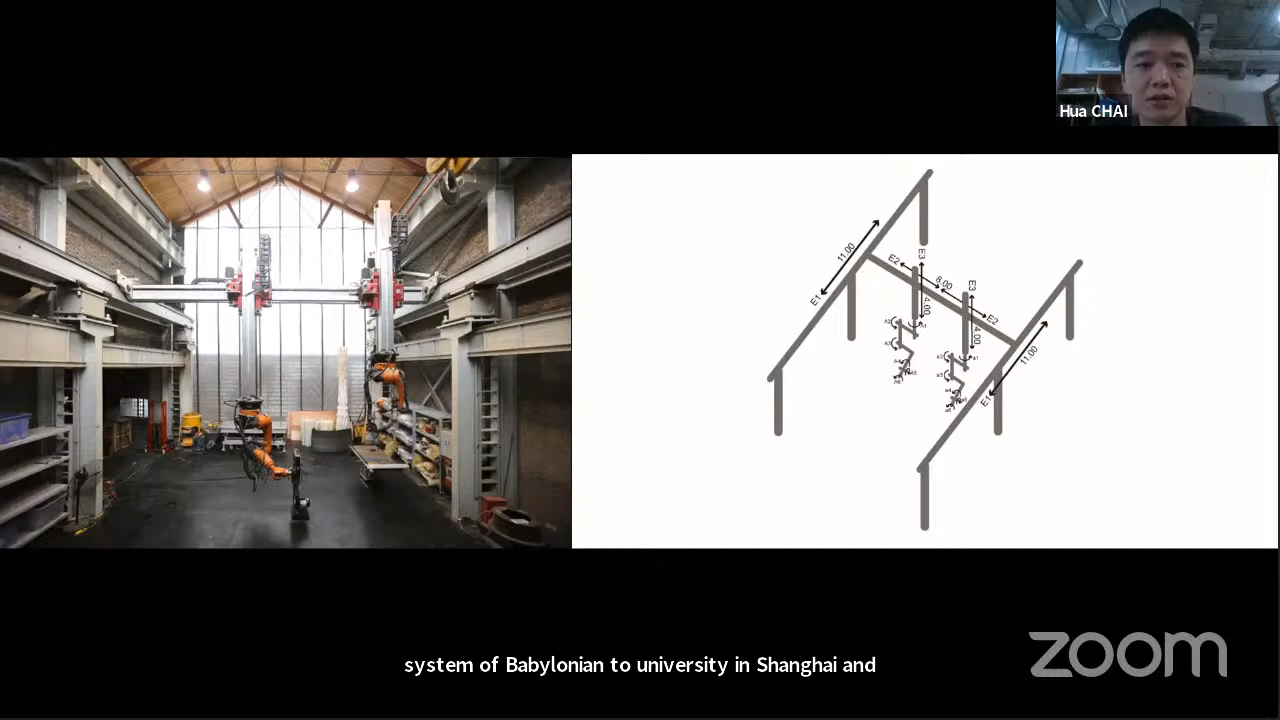 Hua CHAI
11.00
E1
E2
E3
8.00
4.00
E3
E2
4.00
11.00
E1
system of Babylonian to university in Shanghai and
zoom